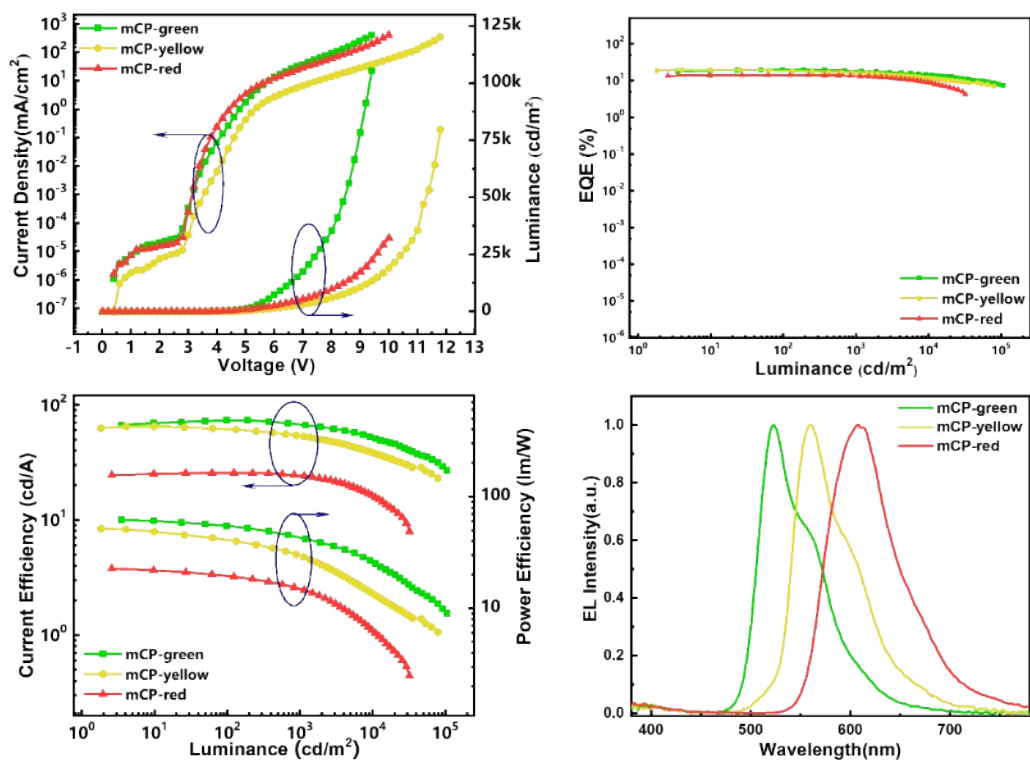 mCP-green
mCP-yellow
mCP-red
Current Density(mA/cm²)
10³
10²
10¹
10⁰
10⁻¹
10⁻²
10⁻³
10⁻⁴
10⁻⁵
10⁻⁶
10⁻⁷
-1 0 1 2 3 4 5 6 7 8 9 10 11 12 13
Voltage (V)
125k
100k
75k
50k
25k
0
Luminance (cd/m²)
EQE (%)
10²
10¹
10⁰
10⁻¹
10⁻²
10⁻³
10⁻⁴
10⁻⁵
10⁻⁶
mCP-green
mCP-yellow
mCP-red
10⁰ 10¹ 10² 10³ 10⁴ 10⁵
Luminance (cd/m²)
Current Efficiency (cd/A)
10²
10¹
10⁰
mCP-green
mCP-yellow
mCP-red
10⁰ 10¹ 10² 10³ 10⁴ 10⁵
Luminance (cd/m²)
100
10
Power Efficiency (lm/W)
EL Intensity(a.u.)
1.0
0.8
0.6
0.4
0.2
0.0
mCP-green
mCP-yellow
mCP-red
400 500 600 700
Wavelength(nm)